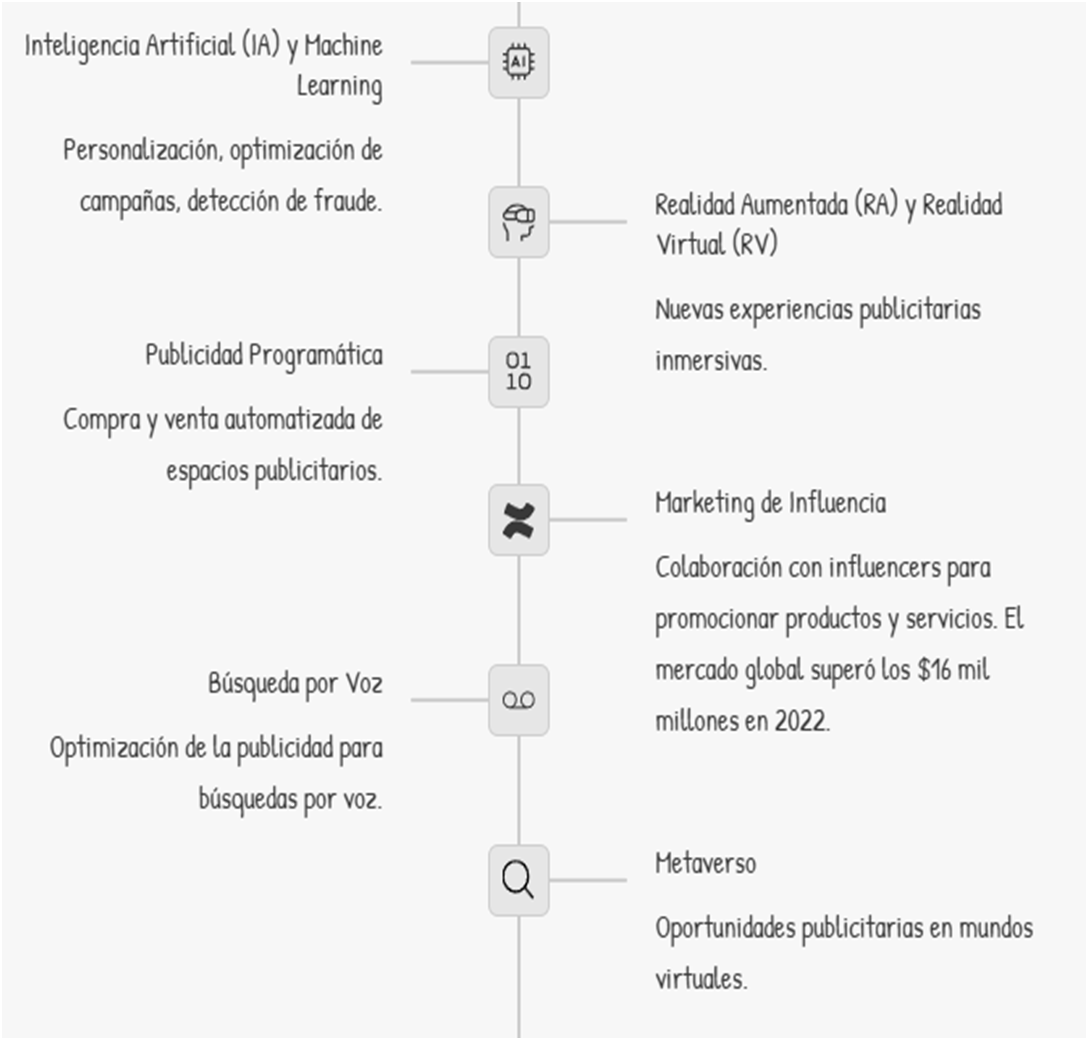 Inteligencia Artificial (IA) y Machine
Learning
Personalización, optimización de
campañas, detección de fraude.
AI
Realidad Aumentada (RA) y Realidad
Virtual (RV)
Nuevas experiencias publicitarias
inmersivas.
Publicidad Programática
Compra y venta automatizada de
espacios publicitarios.
01
10
Marketing de Influencia
Colaboración con influencers para
promocionar productos y servicios. El
mercado global superó los $16 mil
millones en 2022.
Búsqueda por Voz
Optimización de la publicidad para
búsquedas por voz.
Metaverso
Oportunidades publicitarias en mundos
virtuales.